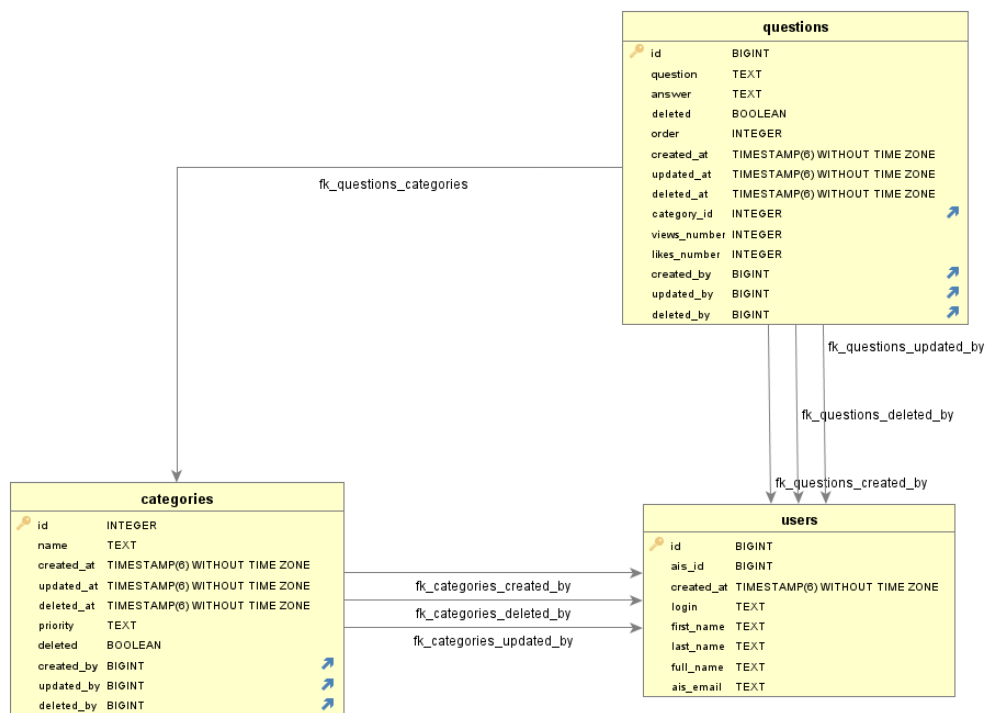 questions
id BIGINT
question TEXT
answer TEXT
deleted BOOLEAN
order INTEGER
created_at TIMESTAMP(6) WITHOUT TIME ZONE
updated_at TIMESTAMP(6) WITHOUT TIME ZONE
deleted_at TIMESTAMP(6) WITHOUT TIME ZONE
category_id INTEGER
views_number INTEGER
likes_number INTEGER
created_by BIGINT
updated_by BIGINT
deleted_by BIGINT
fk_questions_categories
fk_questions_updated_by
fk_questions_deleted_by
fk_questions_created_by
categories
id INTEGER
name TEXT
created_at TIMESTAMP(6) WITHOUT TIME ZONE
updated_at TIMESTAMP(6) WITHOUT TIME ZONE
deleted_at TIMESTAMP(6) WITHOUT TIME ZONE
priority TEXT
deleted BOOLEAN
created_by BIGINT
updated_by BIGINT
deleted_by BIGINT
fk_categories_created_by
fk_categories_deleted_by
fk_categories_updated_by
users
id BIGINT
ais_id BIGINT
created_at TIMESTAMP(6) WITHOUT TIME ZONE
login TEXT
first_name TEXT
last_name TEXT
full_name TEXT
ais_email TEXT